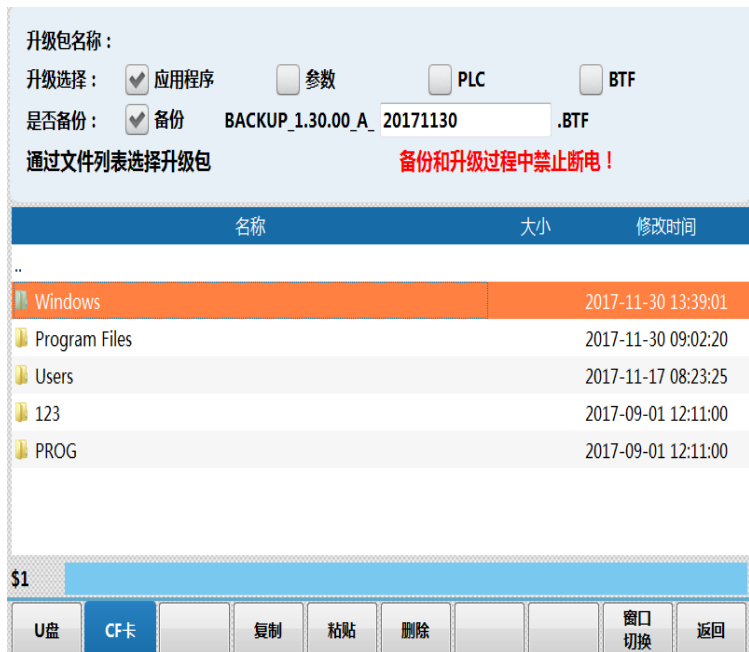 升级包名称：
升级选择： 应用程序 参数 PLC BTF
是否备份： 备份 BACKUP_1.30.00_A_ 20171130 .BTF
通过文件列表选择升级包 备份和升级过程中禁止断电！
名称 大小 修改时间
..
Windows 2017-11-30 13:39:01
Program Files 2017-11-30 09:02:20
Users 2017-11-17 08:23:25
123 2017-09-01 12:11:00
PROG 2017-09-01 12:11:00
$1
U盘 CF卡 复制 粘贴 删除 窗口 返回
切换